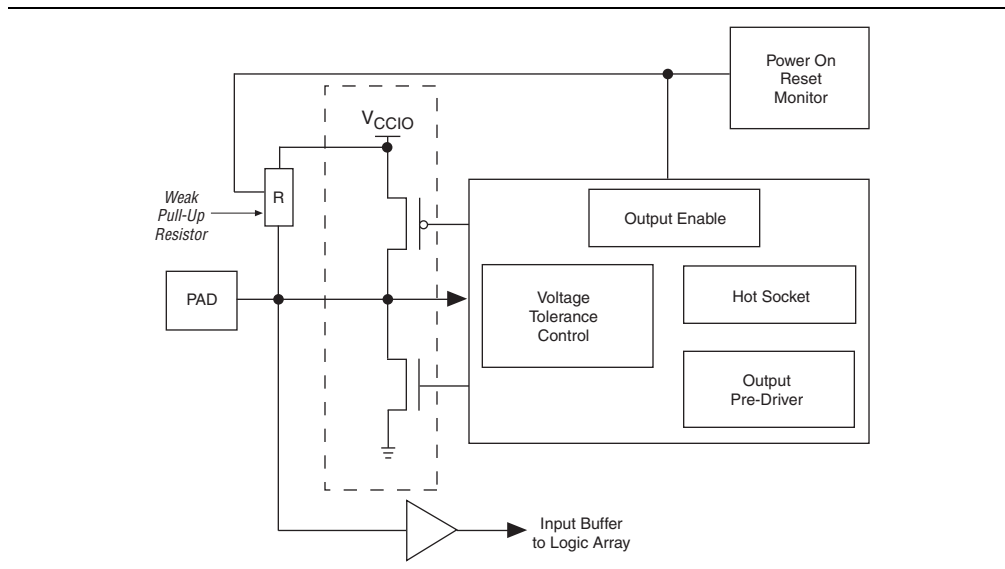 Power On
Reset
Monitor
VCCIO
Weak
Pull-Up
Resistor
R
Output Enable
PAD
Voltage
Tolerance
Control
Hot Socket
Output
Pre-Driver
Input Buffer
to Logic Array